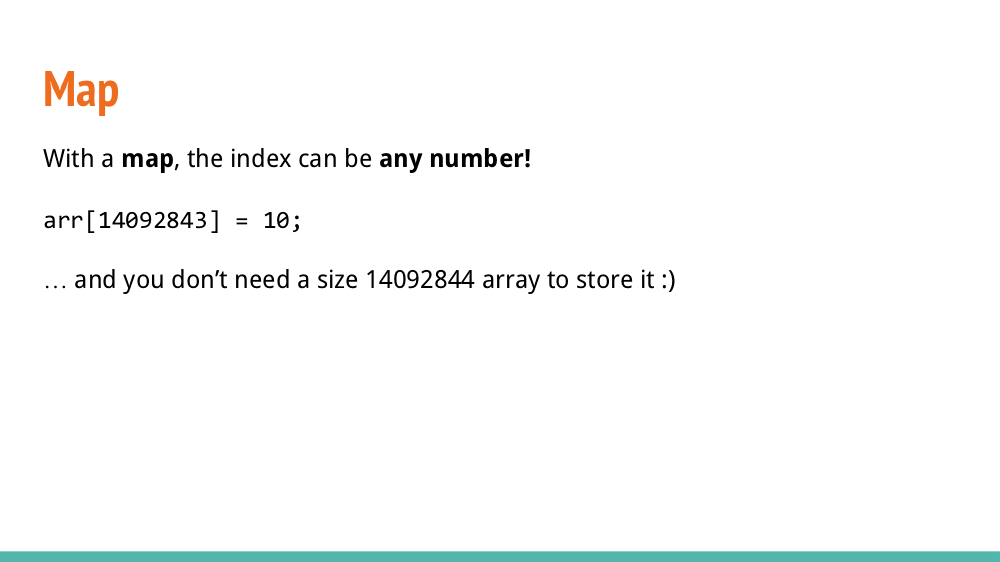 Map
With a map, the index can be any number!
arr[14092843] = 10;
… and you don’t need a size 14092844 array to store it :)